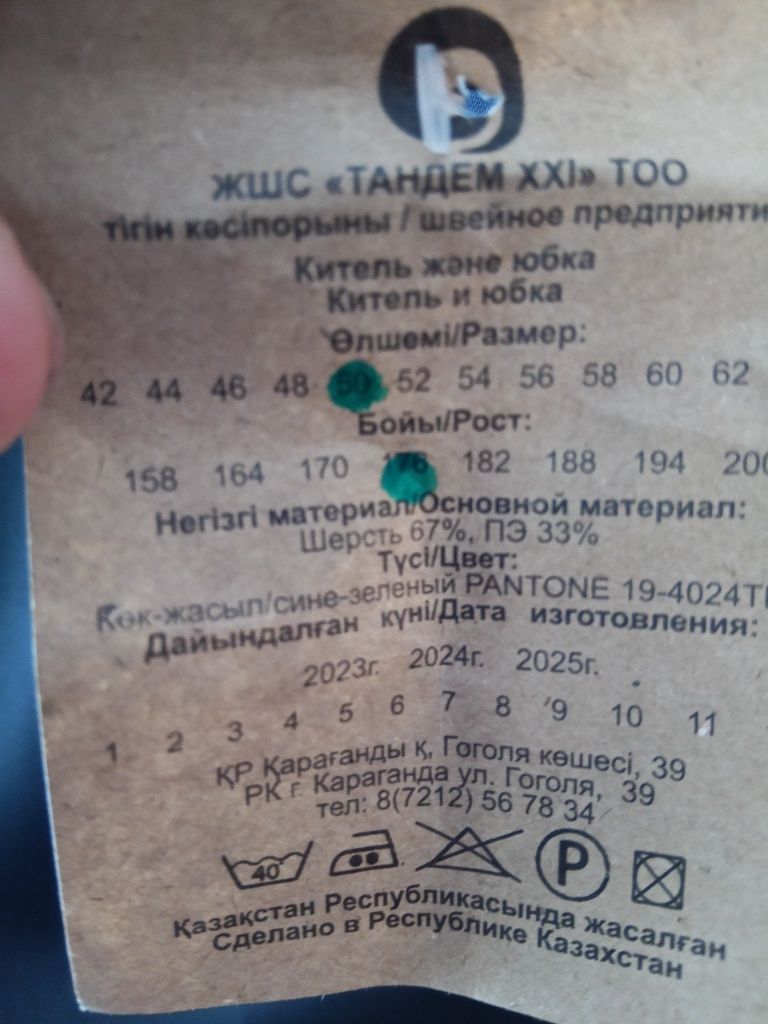 ЖШС «ТАНДЕМ XXI» ТОО
тігін кәсіпорыны / швейное предприяти
Китель және юбка
Китель и юбка
Өлшемі/Размер:
42 44 46 48 50 52 54 56 58 60 62
Бойы/Рост:
158 164 170 176 182 188 194 200
Негізгі материал/Основной материал:
Шерсть 67%, ПЭ 33%
Түсі/Цвет:
Көк-жасыл/сине-зеленый PANTONE 19-4024
Дайындалған күні/Дата изготовления:
2023г. 2024г. 2025г.
1 2 3 4 5 6 7 8 9 10 11
ҚР Қарағанды қ, Гоголя көшесі, 39
РК г. Караганда ул. Гоголя, 39
тел: 8(7212) 56 78 34
40 P
Қазақстан Республикасында жасалған
Сделано в Республике Казахстан